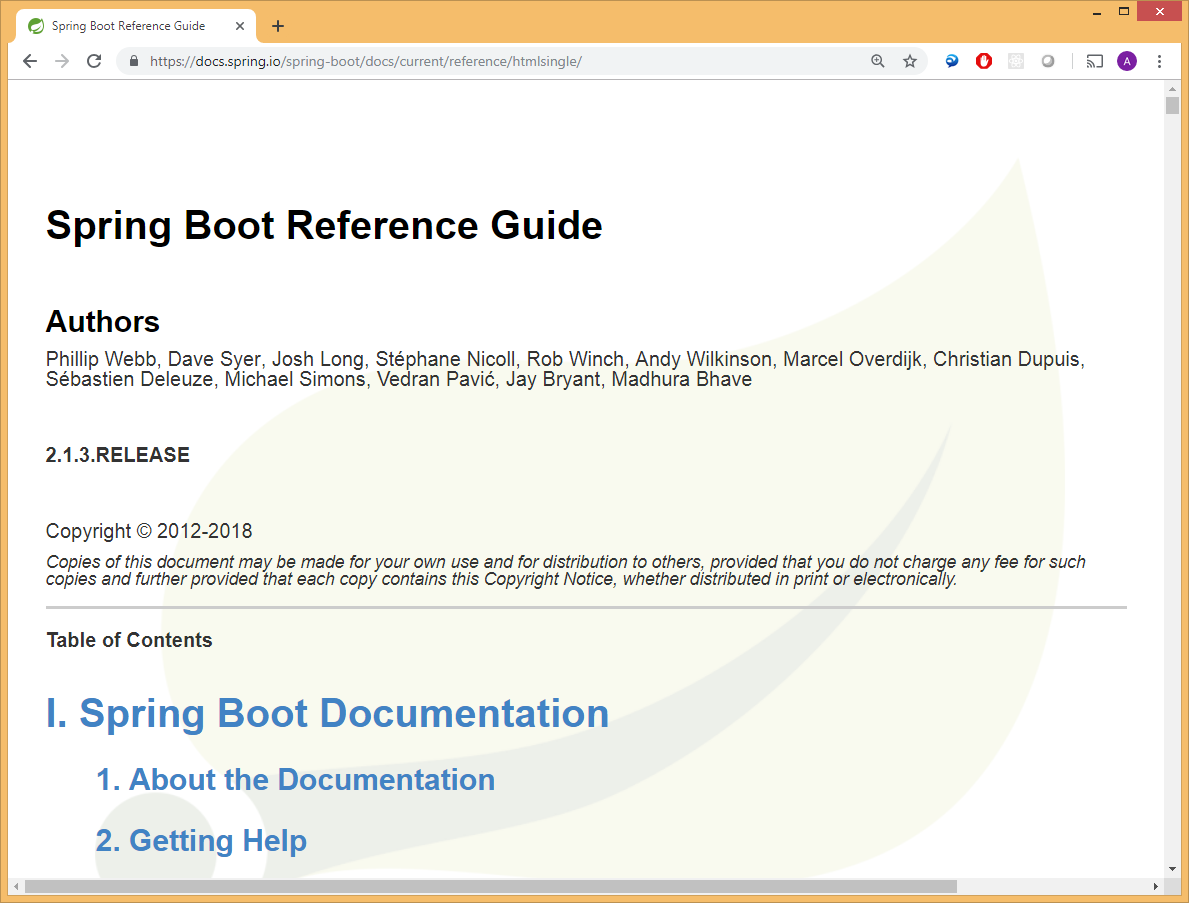 Spring Boot Reference Guide
https://docs.spring.io/spring-boot/docs/current/reference/htmlsingle/
A
Spring Boot Reference Guide
Authors
Phillip Webb, Dave Syer, Josh Long, Stéphane Nicoll, Rob Winch, Andy Wilkinson, Marcel Overdijk, Christian Dupuis,
Sébastien Deleuze, Michael Simons, Vedran Pavić, Jay Bryant, Madhura Bhave
2.1.3.RELEASE
Copyright © 2012-2018
Copies of this document may be made for your own use and for distribution to others, provided that you do not charge any fee for such
copies and further provided that each copy contains this Copyright Notice, whether distributed in print or electronically.
Table of Contents
I. Spring Boot Documentation
1. About the Documentation
2. Getting Help